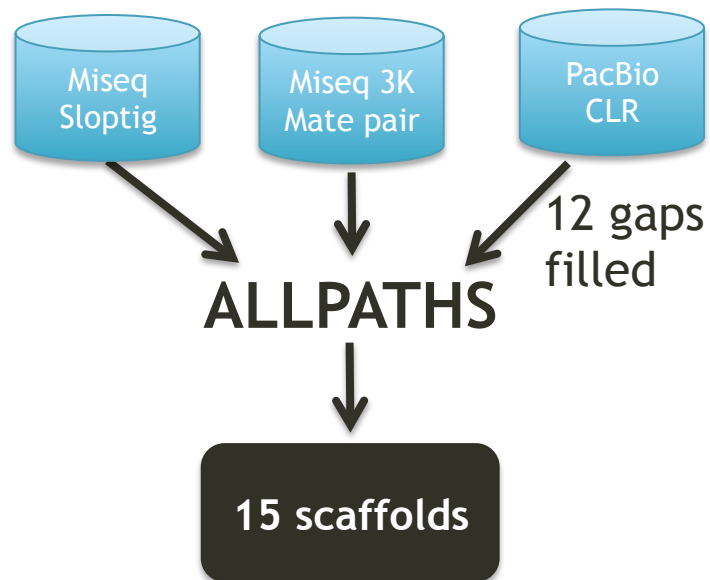 Miseq
Sloptig
Miseq 3K
Mate pair
PacBio
CLR
12 gaps
filled
ALLPATHS
15 scaffolds